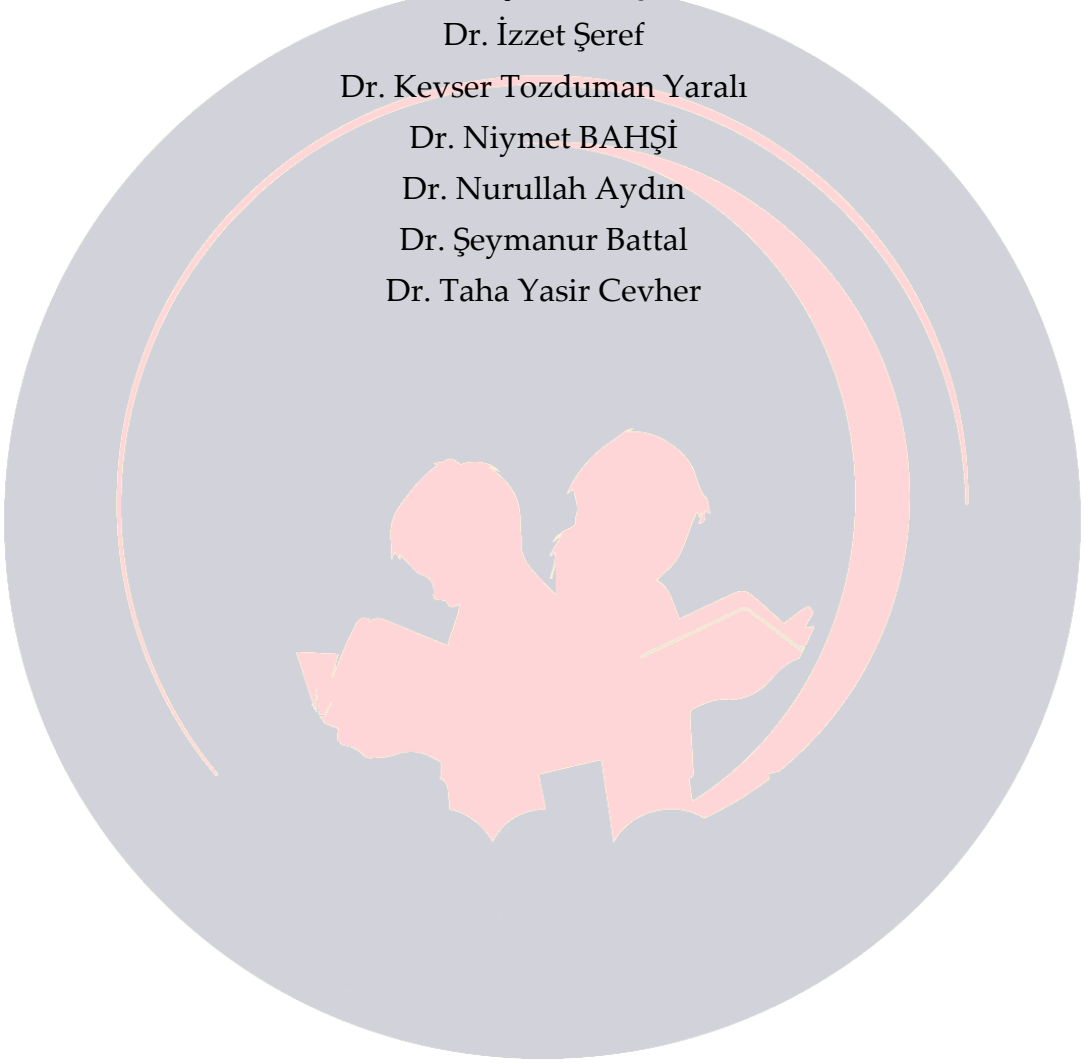 Dr. İzzet Şeref
Dr. Kevser Tozduman Yaralı
Dr. Niymet BAHŞİ
Dr. Nurullah Aydın
Dr. Şeymanur Battal
Dr. Taha Yasir Cevher